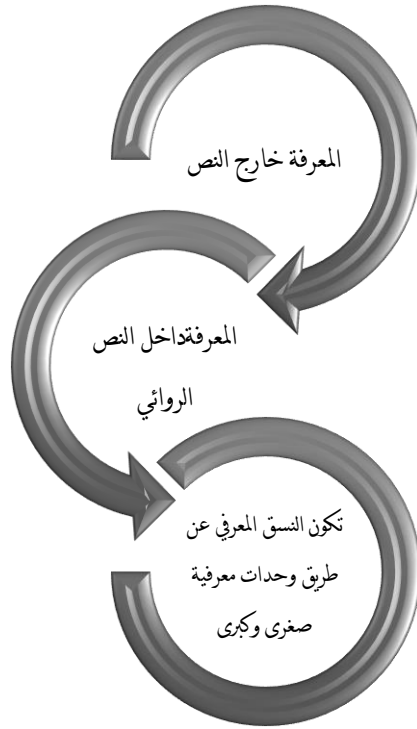 المعرفة خارج النص
المعرفةداخل النص
الروائي
تكون النسق المعرفي عن
طريق وحدات معرفية
صغرى وكبرى